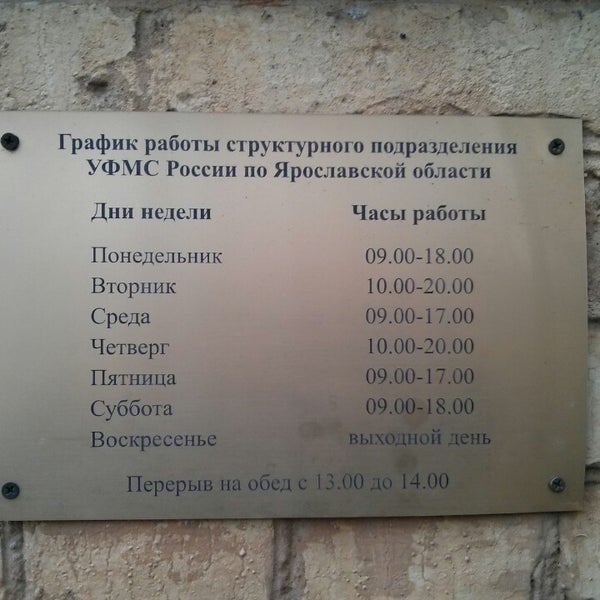 График работы структурного подразделения
УФМС России по Ярославской области
Дни недели Часы работы
Понедельник 09.00-18.00
Вторник 10.00-20.00
Среда 09.00-17.00
Четверг 10.00-20.00
Пятница 09.00-17.00
Суббота 09.00-18.00
Воскресенье выходной день
Перерыв на обед с 13.00 до 14.00